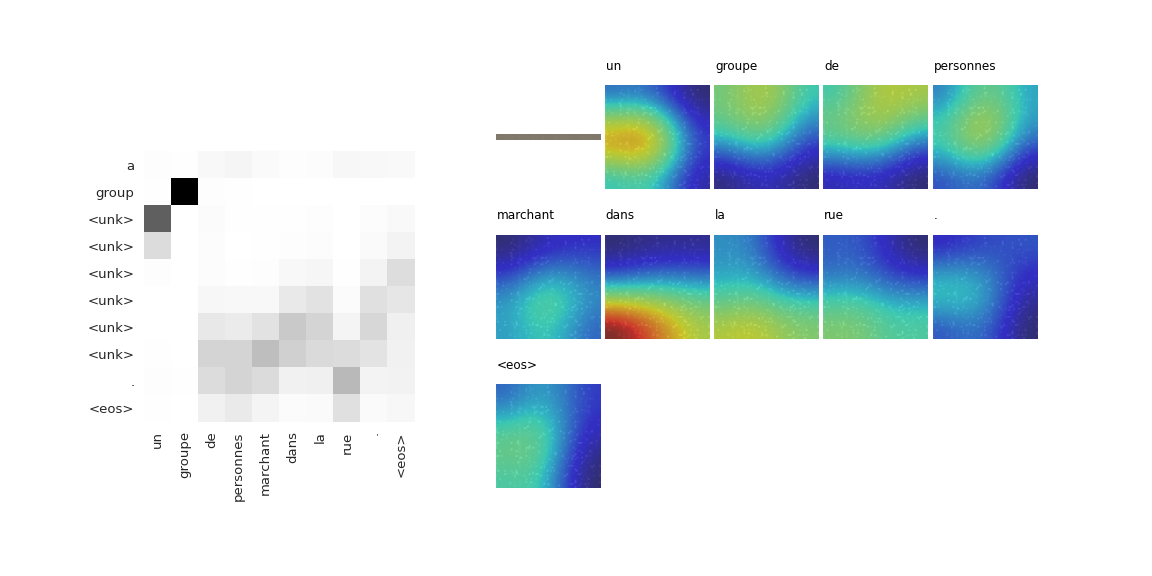 a
group
<unk>
<unk>
<unk>
<unk>
<unk>
<unk>
.
<eos>
un
groupe
de
personnes
marchant
dans
la
rue
.
<eos>
un groupe de personnes
marchant dans la rue .
<eos>